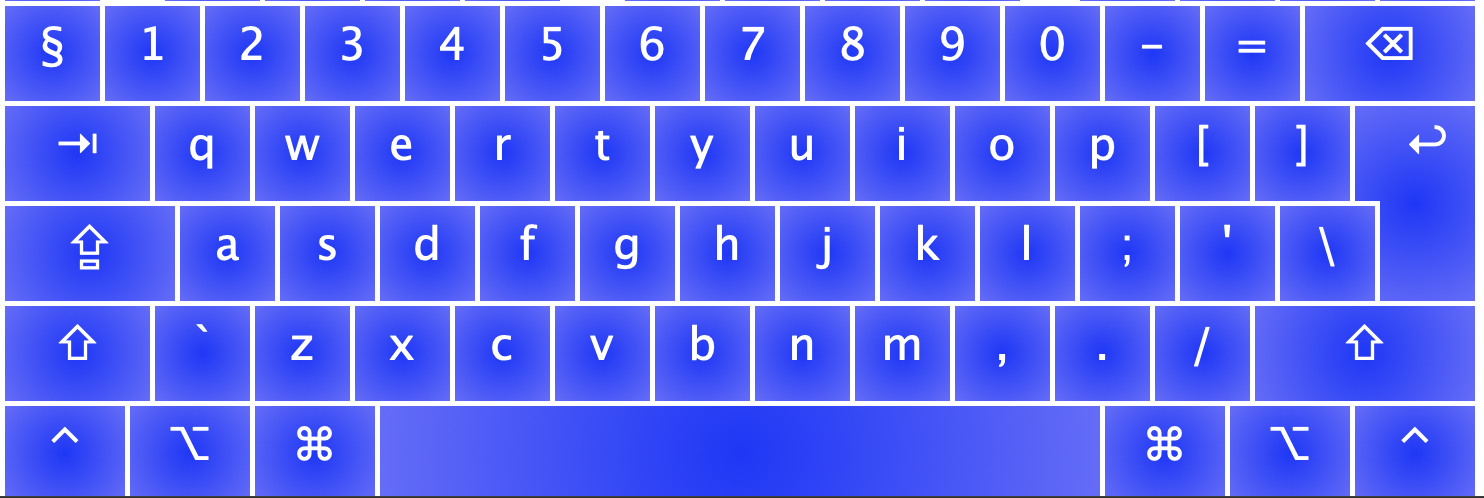 § 1 2 3 4 5 6 7 8 9 0 - = ⌫
⇥ q w e r t y u i o p [ ] ↩
⇪ a s d f g h j k l ; ' \
⇧ ` z x c v b n m , . / ⇧
⌃ ⌥ ⌘ ⌘ ⌥ ⌃